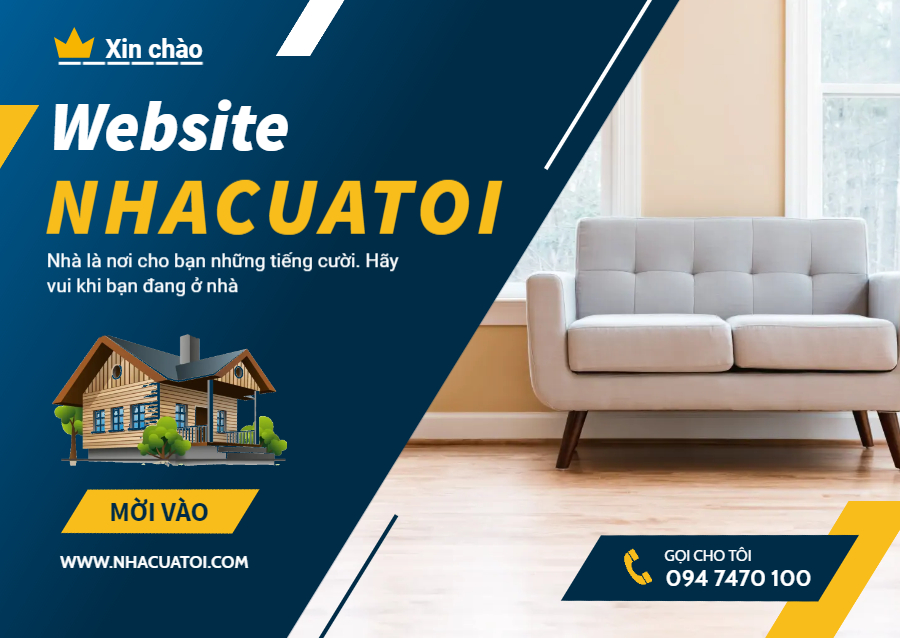 Xin chào
Website
NHACUATOI
Nhà là nơi cho bạn những tiếng cười. Hãy
vui khi bạn đang ở nhà
MỜI VÀO
WWW.NHACUATOI.COM
GỌI CHO TÔI
094 7470 100